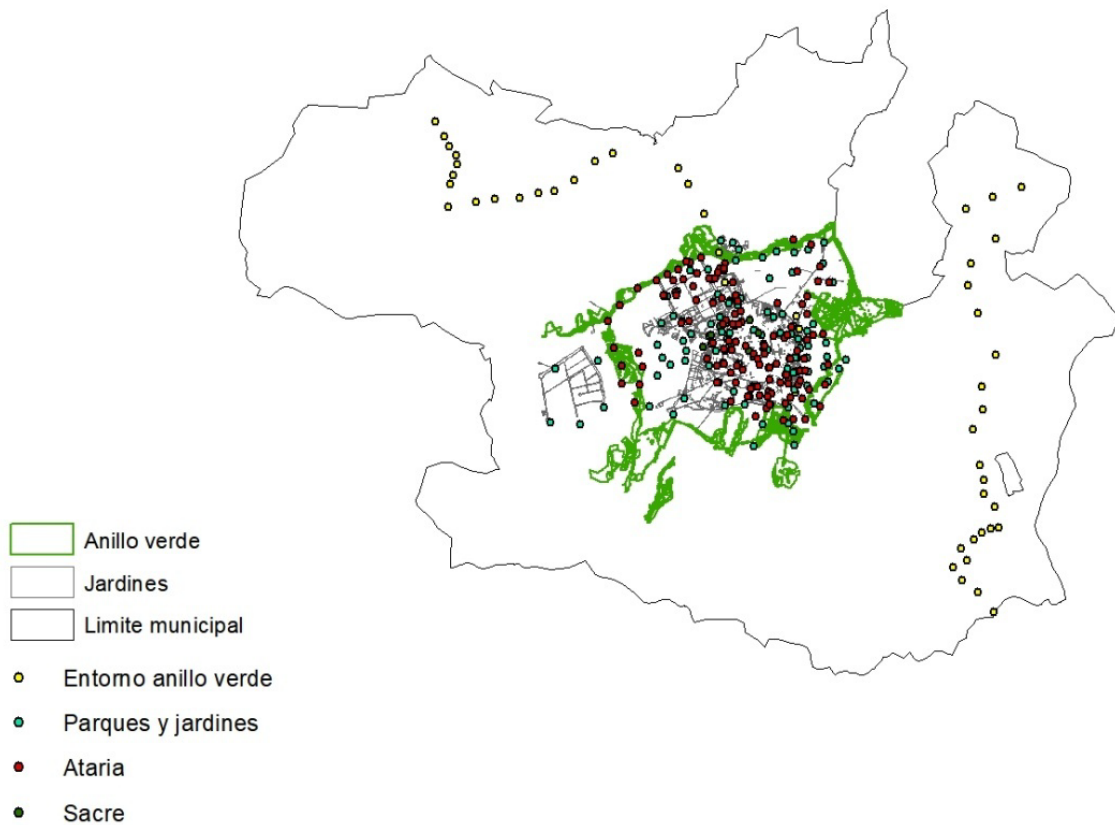 Anillo verde
Jardines
Limite municipal
Entorno anillo verde
Parques y jardines
Ataria
Sacre